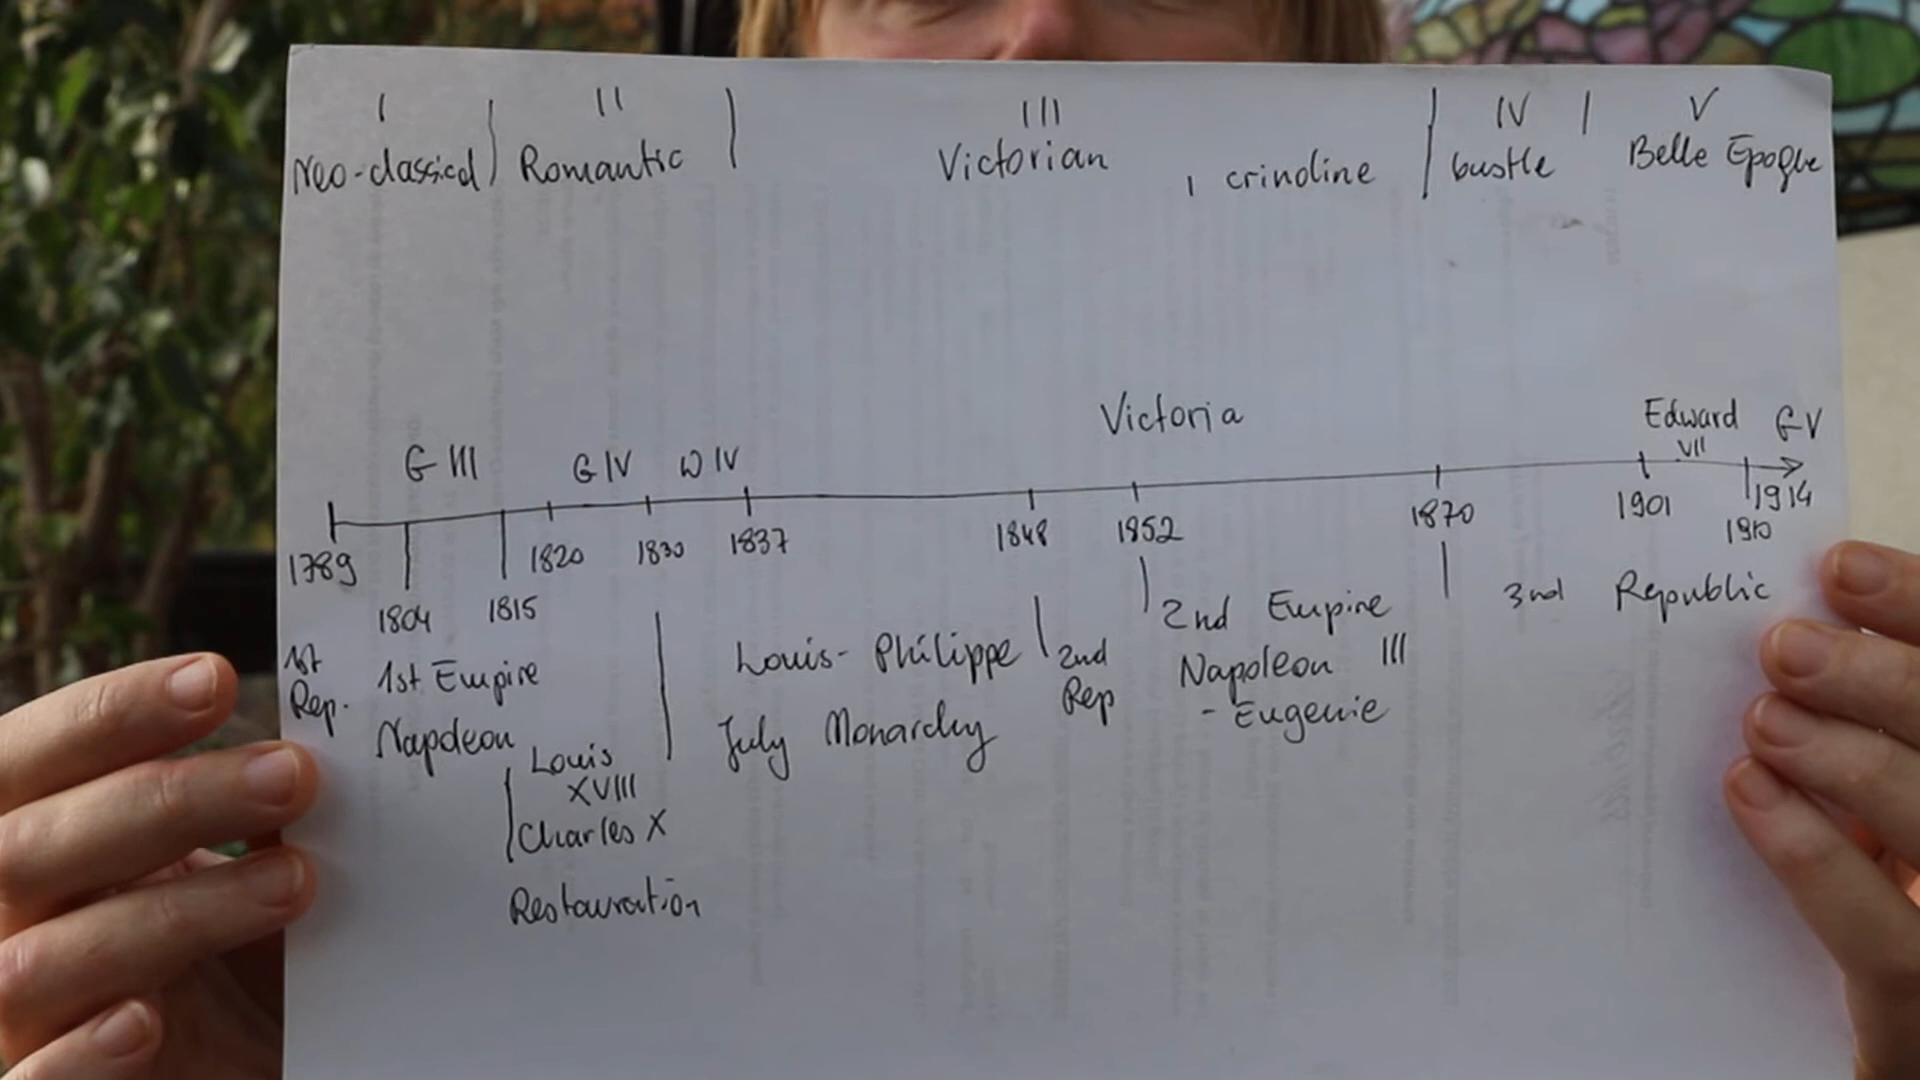 I II III IV V
Neo-classical Romantic Victorian crinoline bustle Belle Epoque
Victoria
G III G IV W IV Edward VII G V
1789 1804 1815 1820 1830 1837 1848 1852 1870 1901 1910 1914
1st Rep.
1st Empire
Napoleon
Louis XVIII
Charles X
Restauration
Louis-Philippe
July Monarchy
2nd Rep
2nd Empire
Napoleon III
- Eugenie
3nd Republic